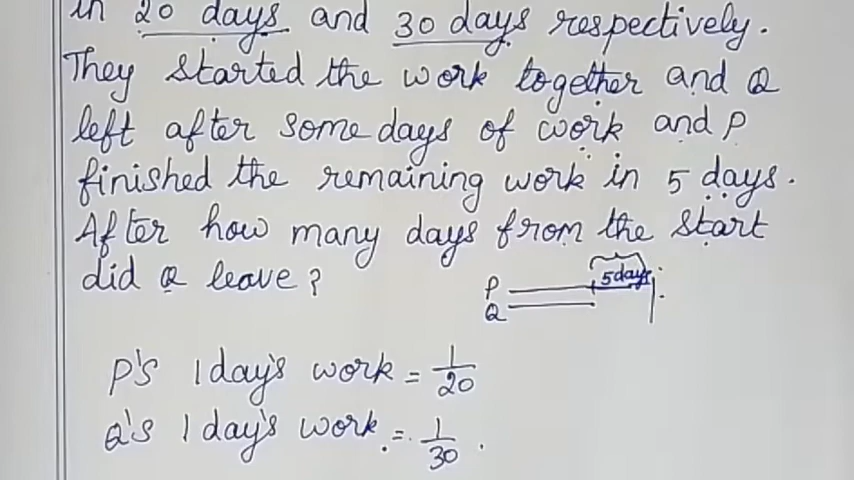 in 20 days and 30 days respectively.
They started the work together and Q
left after some days of work and P
finished the remaining work in 5 days.
After how many days from the start
did Q leave?
5 days
P
Q
P's 1 day's work = 1/20
Q's 1 day's work = 1/30.